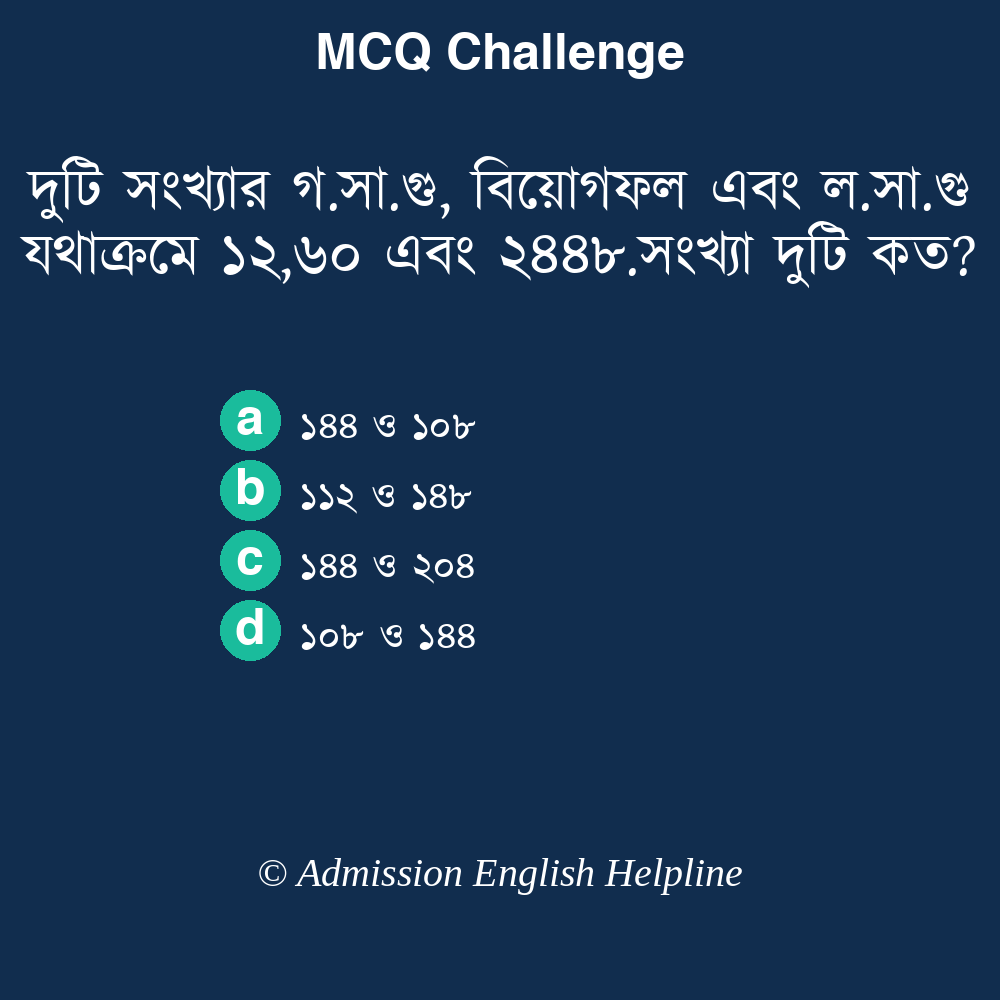 MCQ Challenge
দুটি সংখ্যার গ.সা.গু, বিয়োগফল এবং ল.সা.গু
যথাক্রমে ১২,৬০ এবং ২৪৪৮.সংখ্যা দুটি কত?
a ১৪৪ ও ১০৮
b ১১২ ও ১৪৮
c ১৪৪ ও ২০৪
d ১০৮ ও ১৪৪
© Admission English Helpline